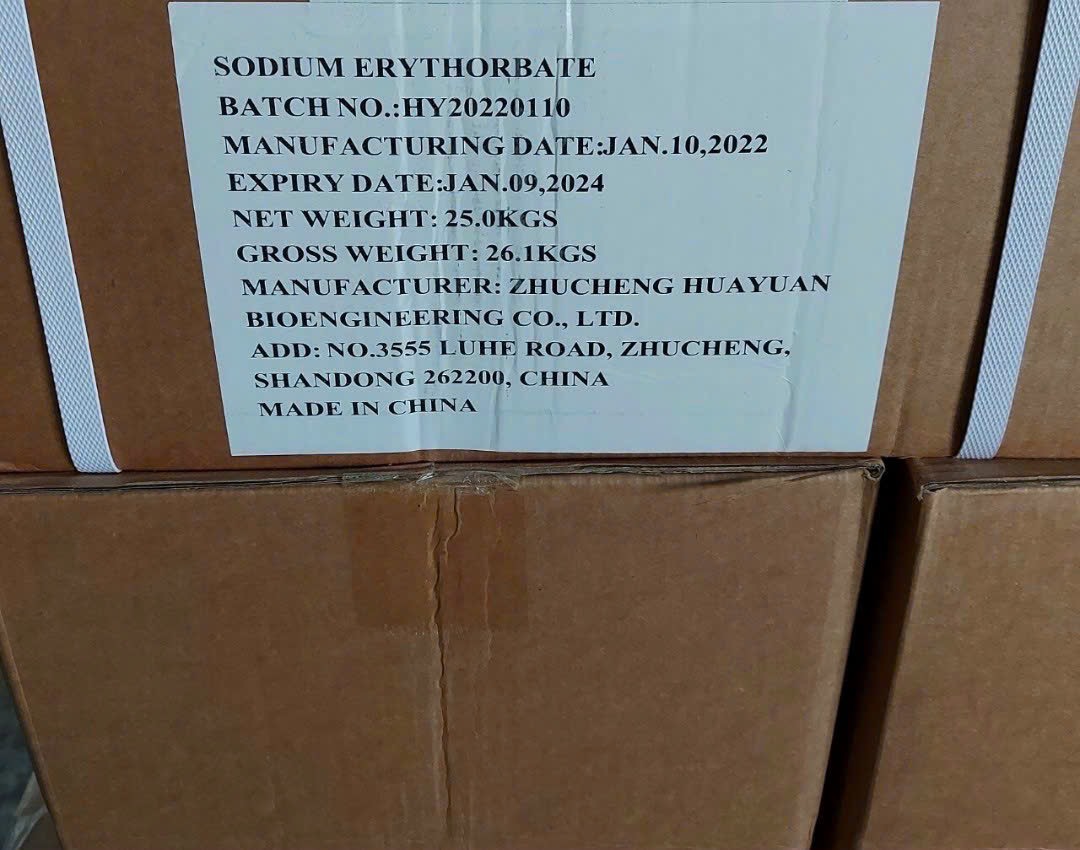 SODIUM ERYTHORBATE
BATCH NO.:HY20220110
MANUFACTURING DATE:JAN.10,2022
EXPIRY DATE:JAN.09,2024
NET WEIGHT: 25.0KGS
GROSS WEIGHT: 26.1KGS
MANUFACTURER: ZHUCHENG HUAYUAN
BIOENGINEERING CO., LTD.
ADD: NO.3555 LUHE ROAD, ZHUCHENG,
SHANDONG 262200, CHINA
MADE IN CHINA